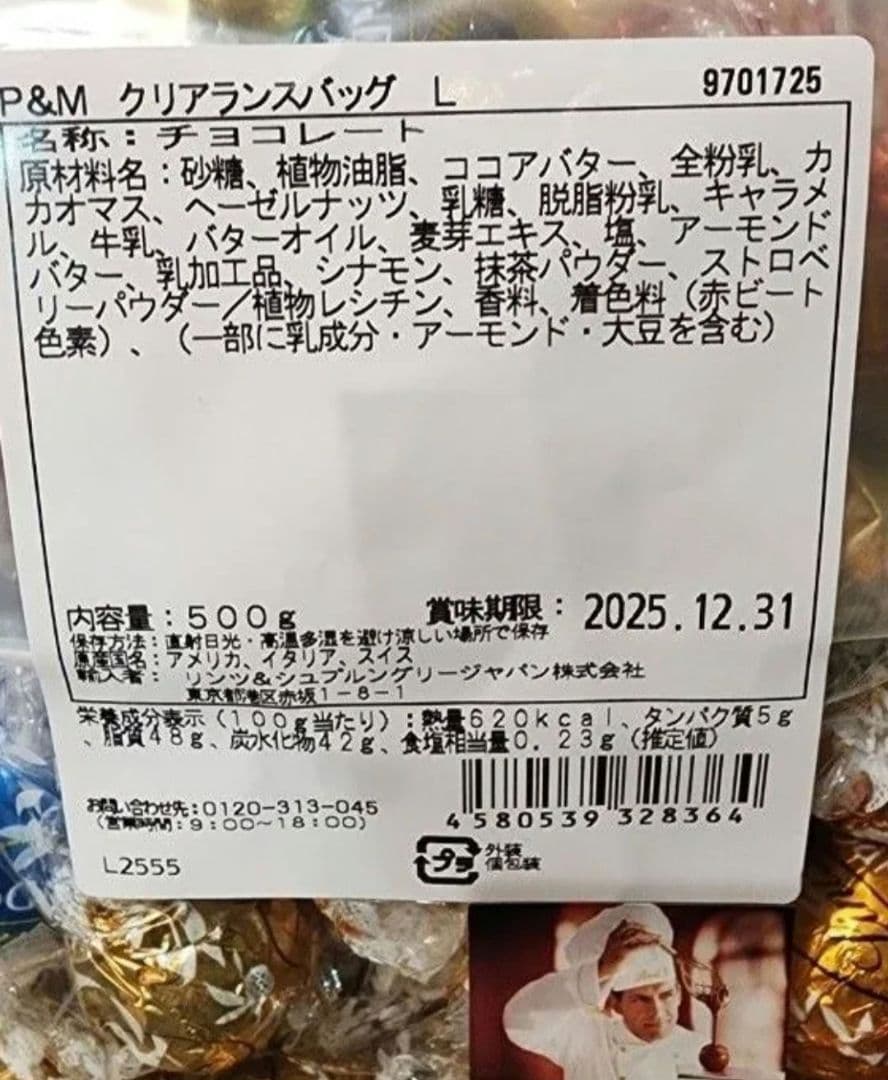 P&M クリアランスバッグ L
9701725
名称：チョコレート
原材料名：砂糖、植物油脂、ココアバター、全粉乳、カ
カオマス、ヘーゼルナッツ、乳糖、脱脂粉乳、キャラメ
ル、牛乳、バターオイル、麦芽エキス、塩、アーモンド
バター、乳加工品、シナモン、抹茶パウダー、ストロベ
リーパウダー／植物レシチン、香料、着色料（赤ビート
色素）、（一部に乳成分・アーモンド・大豆を含む）
内容量：５００ｇ
賞味期限：2025.12.31
保存方法：直射日光・高温多湿を避け涼しい場所で保存
原産国名：アメリカ、イタリア、スイス
輸入者： リンツ&シュプルングリージャパン株式会社
東京都港区赤坂１－８－１
栄養成分表示（１００ｇ当たり）：熱量６２０ｋｃａｌ、タンパク質５ｇ
、脂質４８ｇ、炭水化物４２ｇ、食塩相当量０．２３ｇ（推定値）
お問い合わせ先：0120-313-045
（営業時間：９：００～１８：００）
4 580539 328364
L2555
プラ
外装
個包装